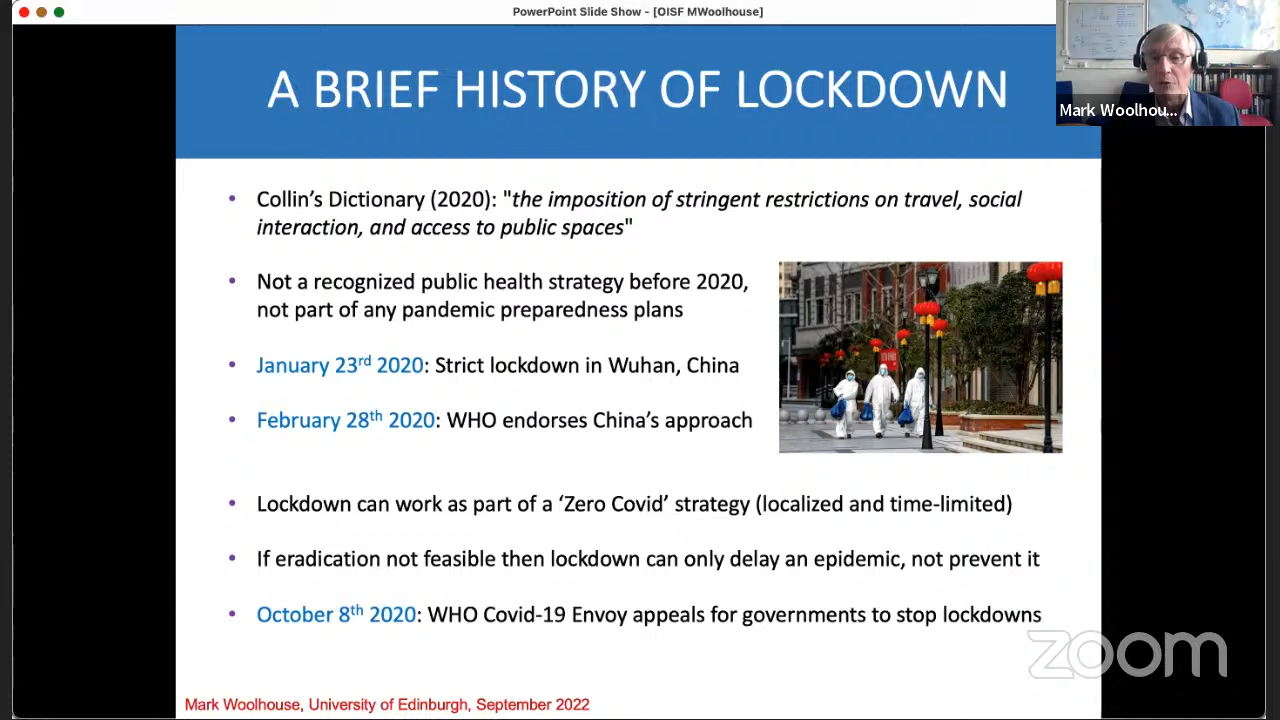 PowerPoint Slide Show - [OISF MWoolhouse]
A BRIEF HISTORY OF LOCKDOWN
Mark Woolhou...
• Collin's Dictionary (2020): "the imposition of stringent restrictions on travel, social
interaction, and access to public spaces"
• Not a recognized public health strategy before 2020,
not part of any pandemic preparedness plans
• January 23rd 2020: Strict lockdown in Wuhan, China
• February 28th 2020: WHO endorses China's approach
• Lockdown can work as part of a ‘Zero Covid’ strategy (localized and time-limited)
• If eradication not feasible then lockdown can only delay an epidemic, not prevent it
• October 8th 2020: WHO Covid-19 Envoy appeals for governments to stop lockdowns
zoom
Mark Woolhouse, University of Edinburgh, September 2022